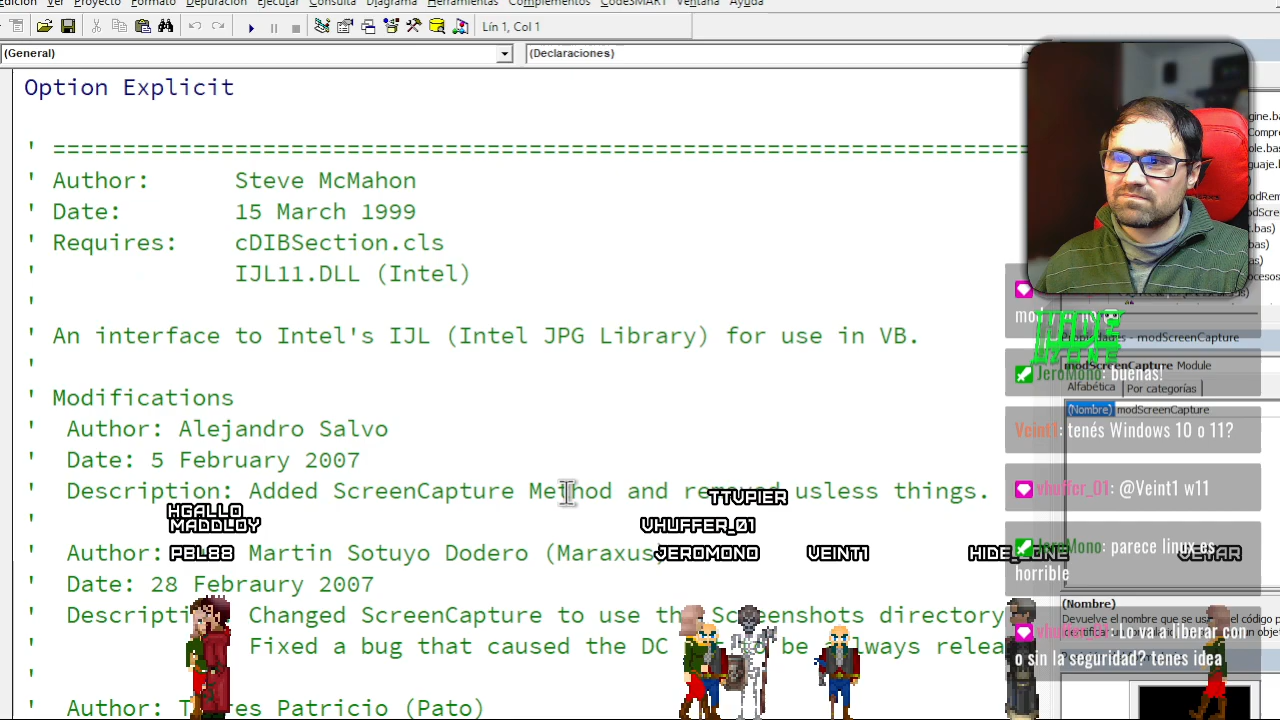 Edición Ver Proyecto Formato Depuración Ejecutar Consulta Diagrama Herramientas Complementos CodeSMART Ventana Ayuda
Lín 1, Col 1
(General) (Declaraciones)
Option Explicit
' ======================================================================
' Author: Steve McMahon
' Date: 15 March 1999
' Requires: cDIBSection.cls
' IJL11.DLL (Intel)
'
' An interface to Intel's IJL (Intel JPG Library) for use in VB.
'
' Modifications
' Author: Alejandro Salvo
' Date: 5 February 2007
' Description: Added ScreenCapture Method and removed usless things.
'
' Author: Martin Sotuyo Dodero (Maraxus)
' Date: 28 Febraury 2007
' Description: Changed ScreenCapture to use the Screenshots directory
' Fixed a bug that caused the DC to be always
'
' Author: Patricio (Pato)
HGALLO
MADDLOY
PBL88
TTVPIER
VHUFFER_01
JEROMONO
VEINT1
modScreenCapture
modScreenCapture Module
Alfabética Por categorías
(Nombre) modScreenCapture
JeroMono: buenas!
Veint1: tenés Windows 10 o 11?
vhuffer_01: @Veint1 w11
JeroMono: parece linux es
horrible
vhuffer_01: Lo va a liberar con
o sin la seguridad? tenes idea
(Nombre)